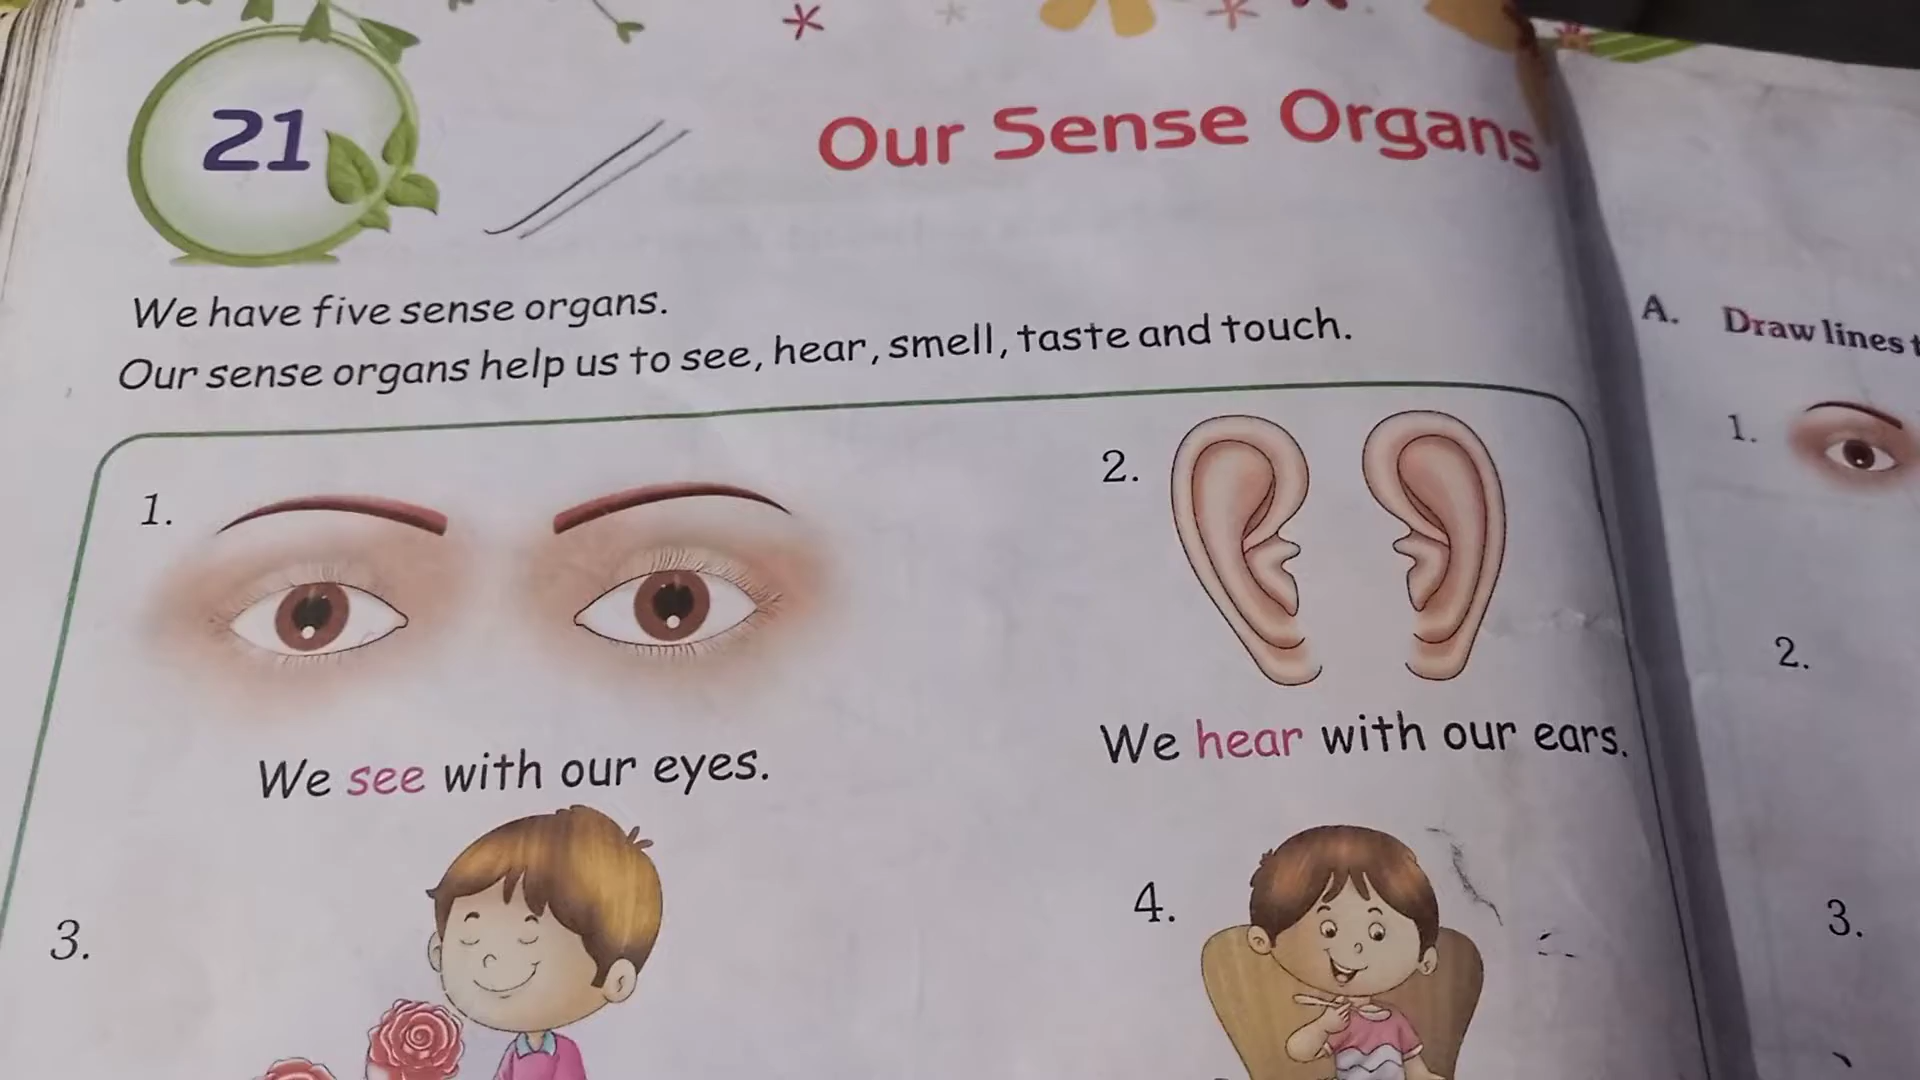 21
Our Sense Organs
We have five sense organs.
Our sense organs help us to see, hear, smell, taste and touch.
1.
2.
We see with our eyes.
We hear with our ears.
3.
4.
A. Draw lines
1.
2.
3.